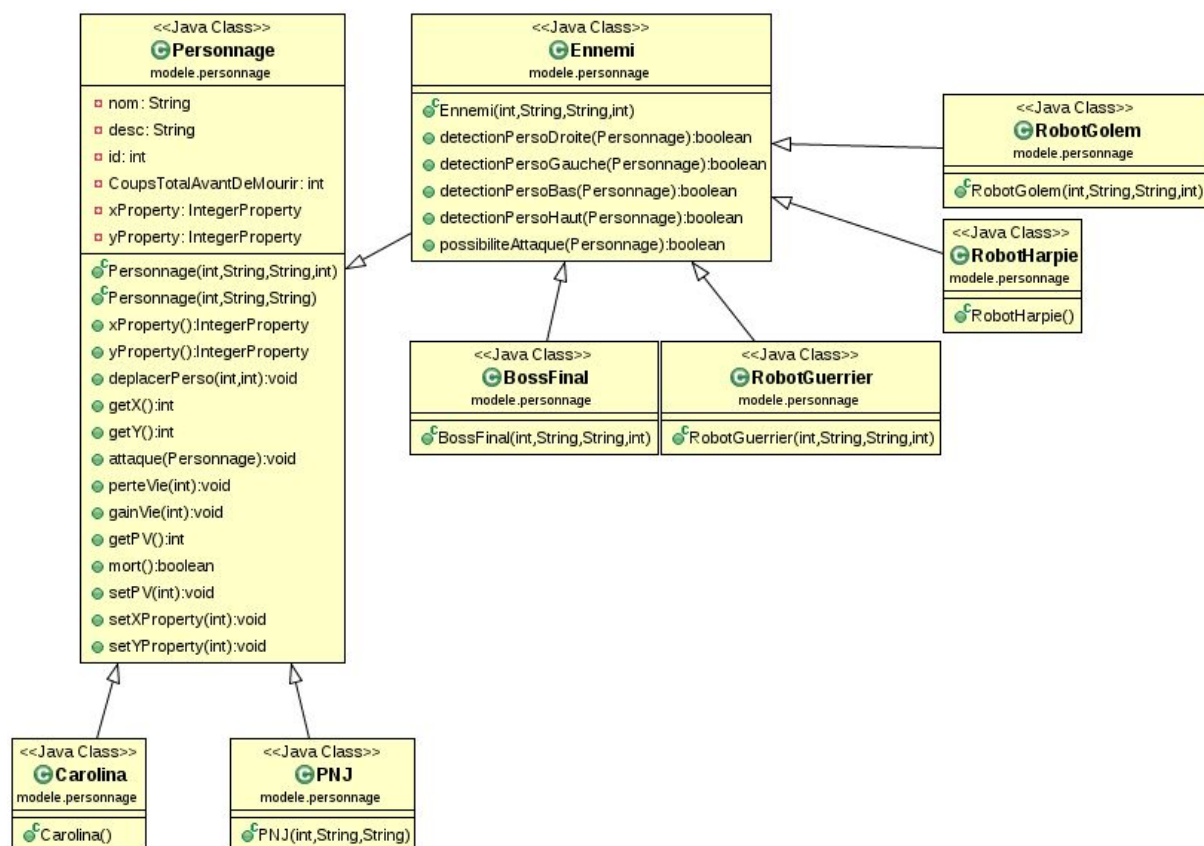 <<Java Class>>
Personnage
modele.personnage
nom: String
desc: String
id: int
CoupsTotalAvantDeMourir: int
xProperty: IntegerProperty
yProperty: IntegerProperty
Personnage(int,String,String,int)
Personnage(int,String,String)
xProperty():IntegerProperty
yProperty():IntegerProperty
deplacerPerso(int,int):void
getX():int
getY():int
attaque(Personnage):void
perteVie(int):void
gainVie(int):void
getPV():int
mort():boolean
setPV(int):void
setXProperty(int):void
setYProperty(int):void
<<Java Class>>
Ennemi
modele.personnage
Ennemi(int,String,String,int)
detectionPersoDroite(Personnage):boolean
detectionPersoGauche(Personnage):boolean
detectionPersoBas(Personnage):boolean
detectionPersoHaut(Personnage):boolean
possibiliteAttaque(Personnage):boolean
<<Java Class>>
RobotGolem
modele.personnage
RobotGolem(int,String,String,int)
<<Java Class>>
RobotHarpie
modele.personnage
RobotHarpie()
<<Java Class>>
BossFinal
modele.personnage
BossFinal(int,String,String,int)
<<Java Class>>
RobotGuerrier
modele.personnage
RobotGuerrier(int,String,String,int)
<<Java Class>>
Carolina
modele.personnage
Carolina()
<<Java Class>>
PNJ
modele.personnage
PNJ(int,String,String)